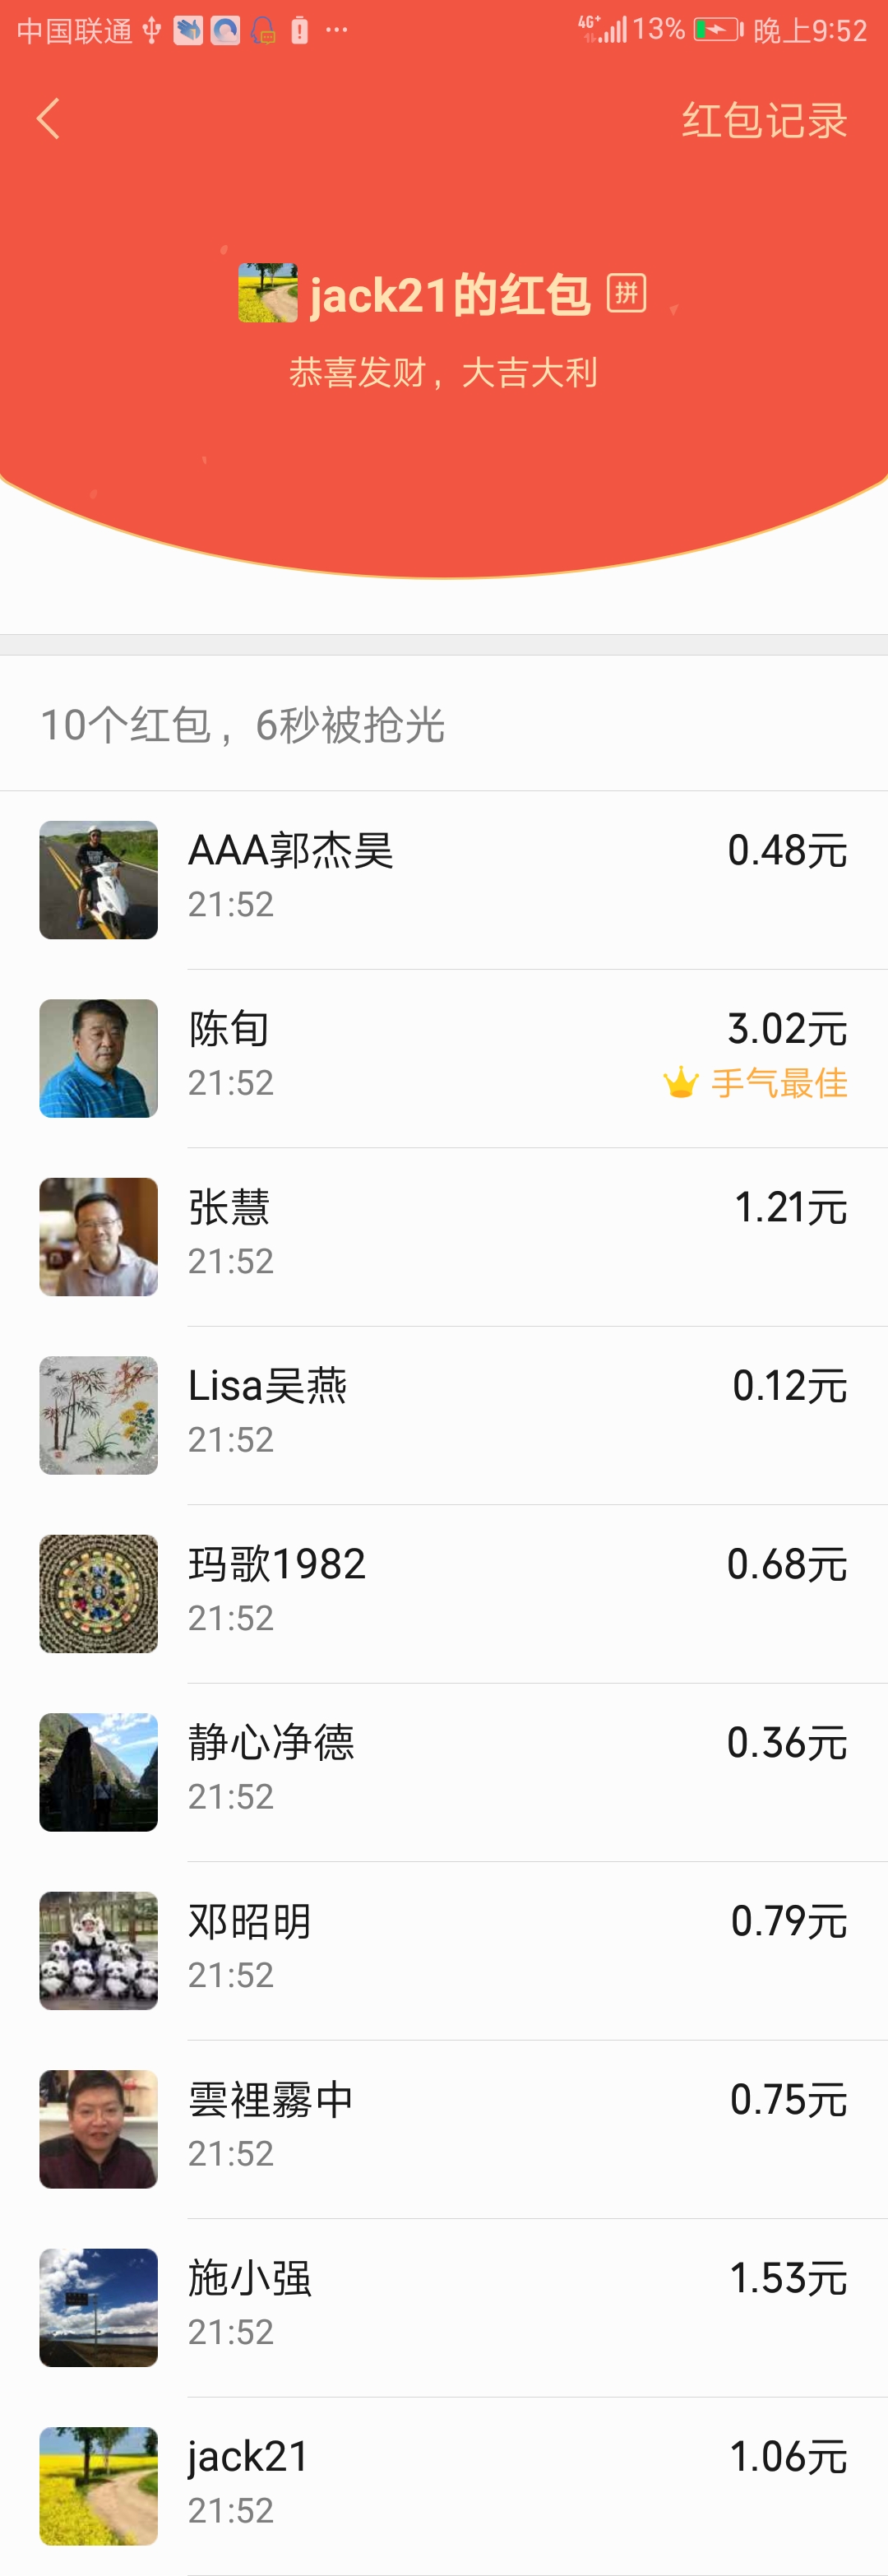 中国联通 4G+ 13% 晚上9:52
红包记录
jack21的红包 拼
恭喜发财，大吉大利
10个红包，6秒被抢光
AAA郭杰昊 0.48元
21:52
陈旬 3.02元
21:52 手气最佳
张慧 1.21元
21:52
Lisa吴燕 0.12元
21:52
玛歌1982 0.68元
21:52
静心净德 0.36元
21:52
邓昭明 0.79元
21:52
雲裡霧中 0.75元
21:52
施小强 1.53元
21:52
jack21 1.06元
21:52